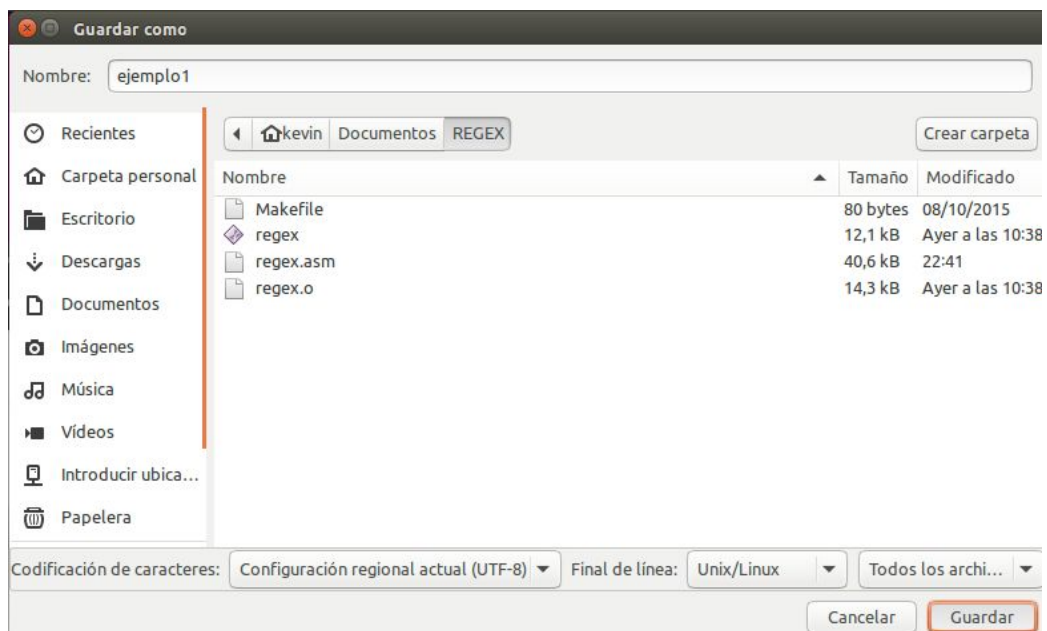 Guardar como
Nombre: ejemplo1
Recientes
Carpeta personal
Escritorio
Descargas
Documentos
Imágenes
Música
Vídeos
Introducir ubica...
Papelera
kevin Documentos REGEX Crear carpeta
Nombre Tamaño Modificado
Makefile 80 bytes 08/10/2015
regex 12,1 kB Ayer a las 10:38
regex.asm 40,6 kB 22:41
regex.o 14,3 kB Ayer a las 10:38
Codificación de caracteres: Configuración regional actual (UTF-8) Final de línea: Unix/Linux Todos los archi...
Cancelar Guardar